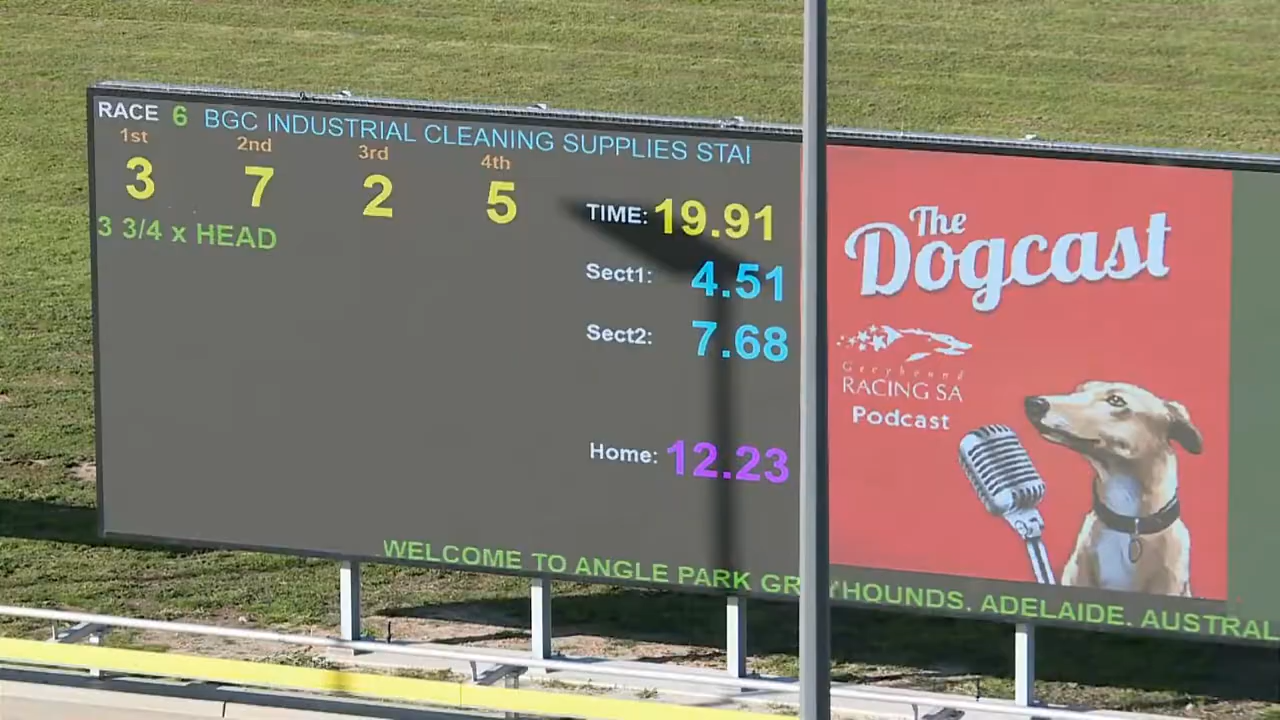 RACE 6 BGC INDUSTRIAL CLEANING SUPPLIES STAI
1st 2nd 3rd 4th
3 7 2 5
3 3/4 x HEAD
TIME: 19.91
Sect1: 4.51
Sect2: 7.68
Home: 12.23
WELCOME TO ANGLE PARK GREYHOUNDS. ADELAIDE. AUSTRAL
The
Dogcast
Greyhound
RACING SA
Podcast